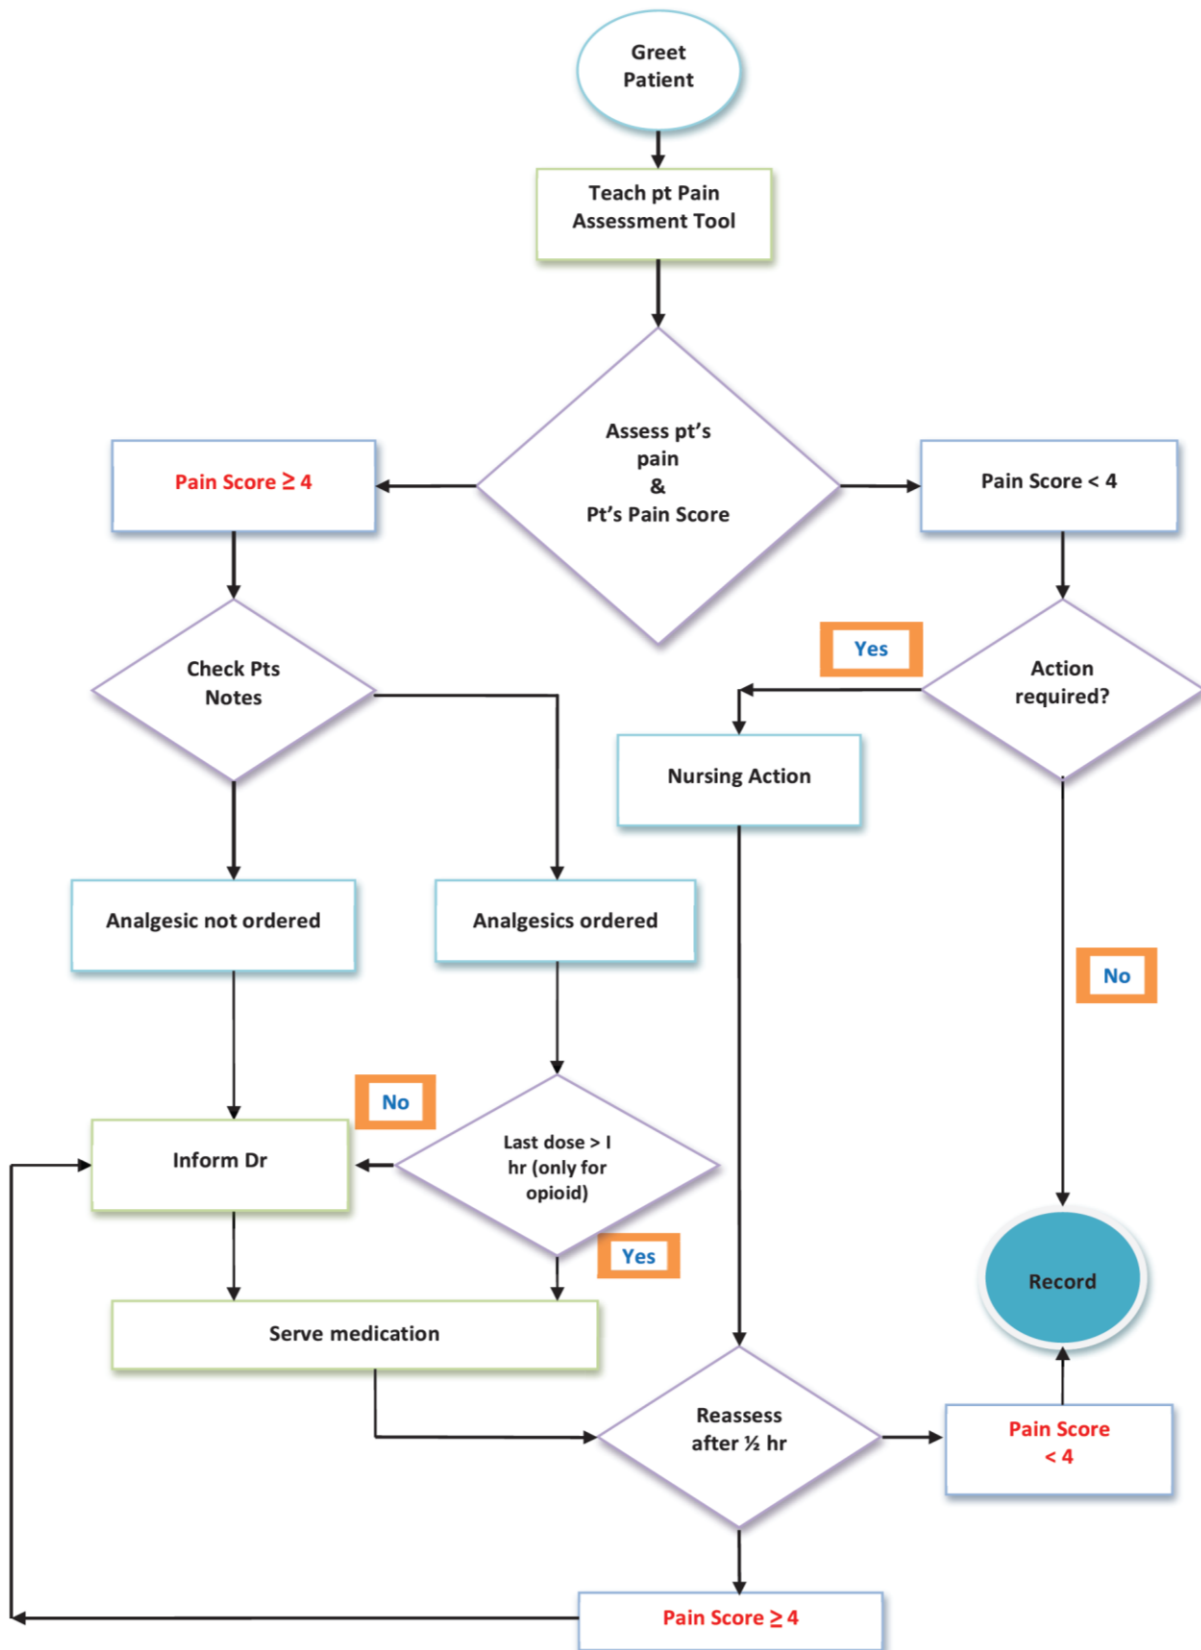 Greet
Patient
Teach pt Pain
Assessment Tool
Assess pt's
pain
&
Pt's Pain Score
Pain Score ≥ 4
Pain Score < 4
Check Pts
Notes
Yes
Action
required?
Nursing Action
Analgesic not ordered
Analgesics ordered
No
No
Last dose > I
hr (only for
opioid)
Inform Dr
Yes
Record
Serve medication
Reassess
after ½ hr
Pain Score
< 4
Pain Score ≥ 4